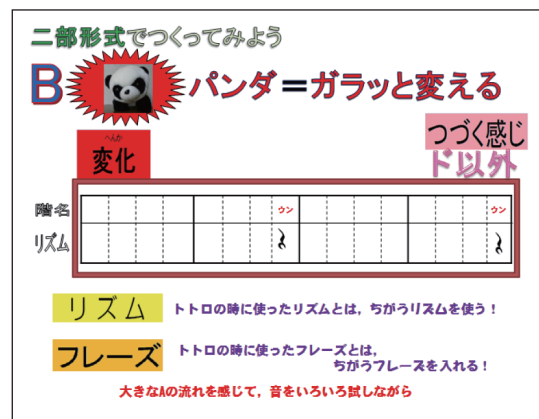 二部形式でつくってみよう
B パンダ＝ガラッと変える
へんか
変化
つづく感じ
ド以外
階名 ウン ウン
リズム
リズム トトロの時に使ったリズムとは，ちがうリズムを使う！
フレーズ トトロの時に使ったフレーズとは，
ちがうフレーズを入れる！
大きなAの流れを感じて，音をいろいろ試しながら